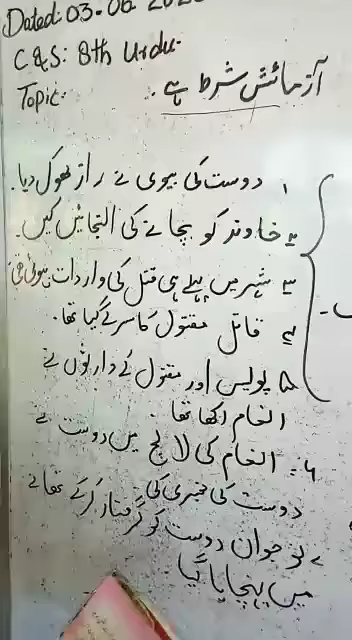 Dated: 03-06
C&S: 8th Urdu.
Topic: آزمائش شرط ہے۔
۱ دوست کی بیوی نے راز کھول دیا۔
۲ خاوند کو بچانے کی التجائیں کیں۔
۳ شہر میں پہلے ہی قتل کی واردات ہوئی تھی
۴ قاتل مقتول کا سر لے گیا تھا۔
۵ پولیس اور مقتول کے وارثوں نے
انعام رکھا تھا
۶۔ انعام کی لالچ میں دوست نے
دوست کی مخبری کی
۷ نوجوان دوست کو گرفتار کرکے تھانے
میں پہنچایا گیا